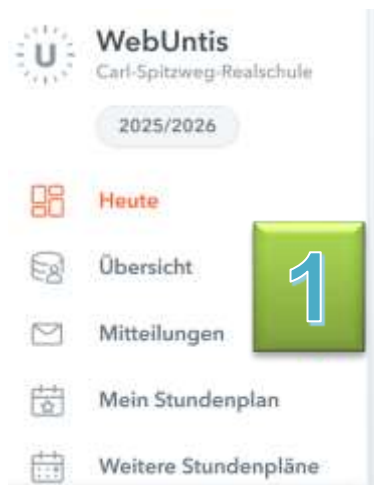 U
WebUntis
Carl-Spitzweg-Realschule
2025/2026
Heute
Übersicht
1
Mitteilungen
Mein Stundenplan
Weitere Stundenpläne